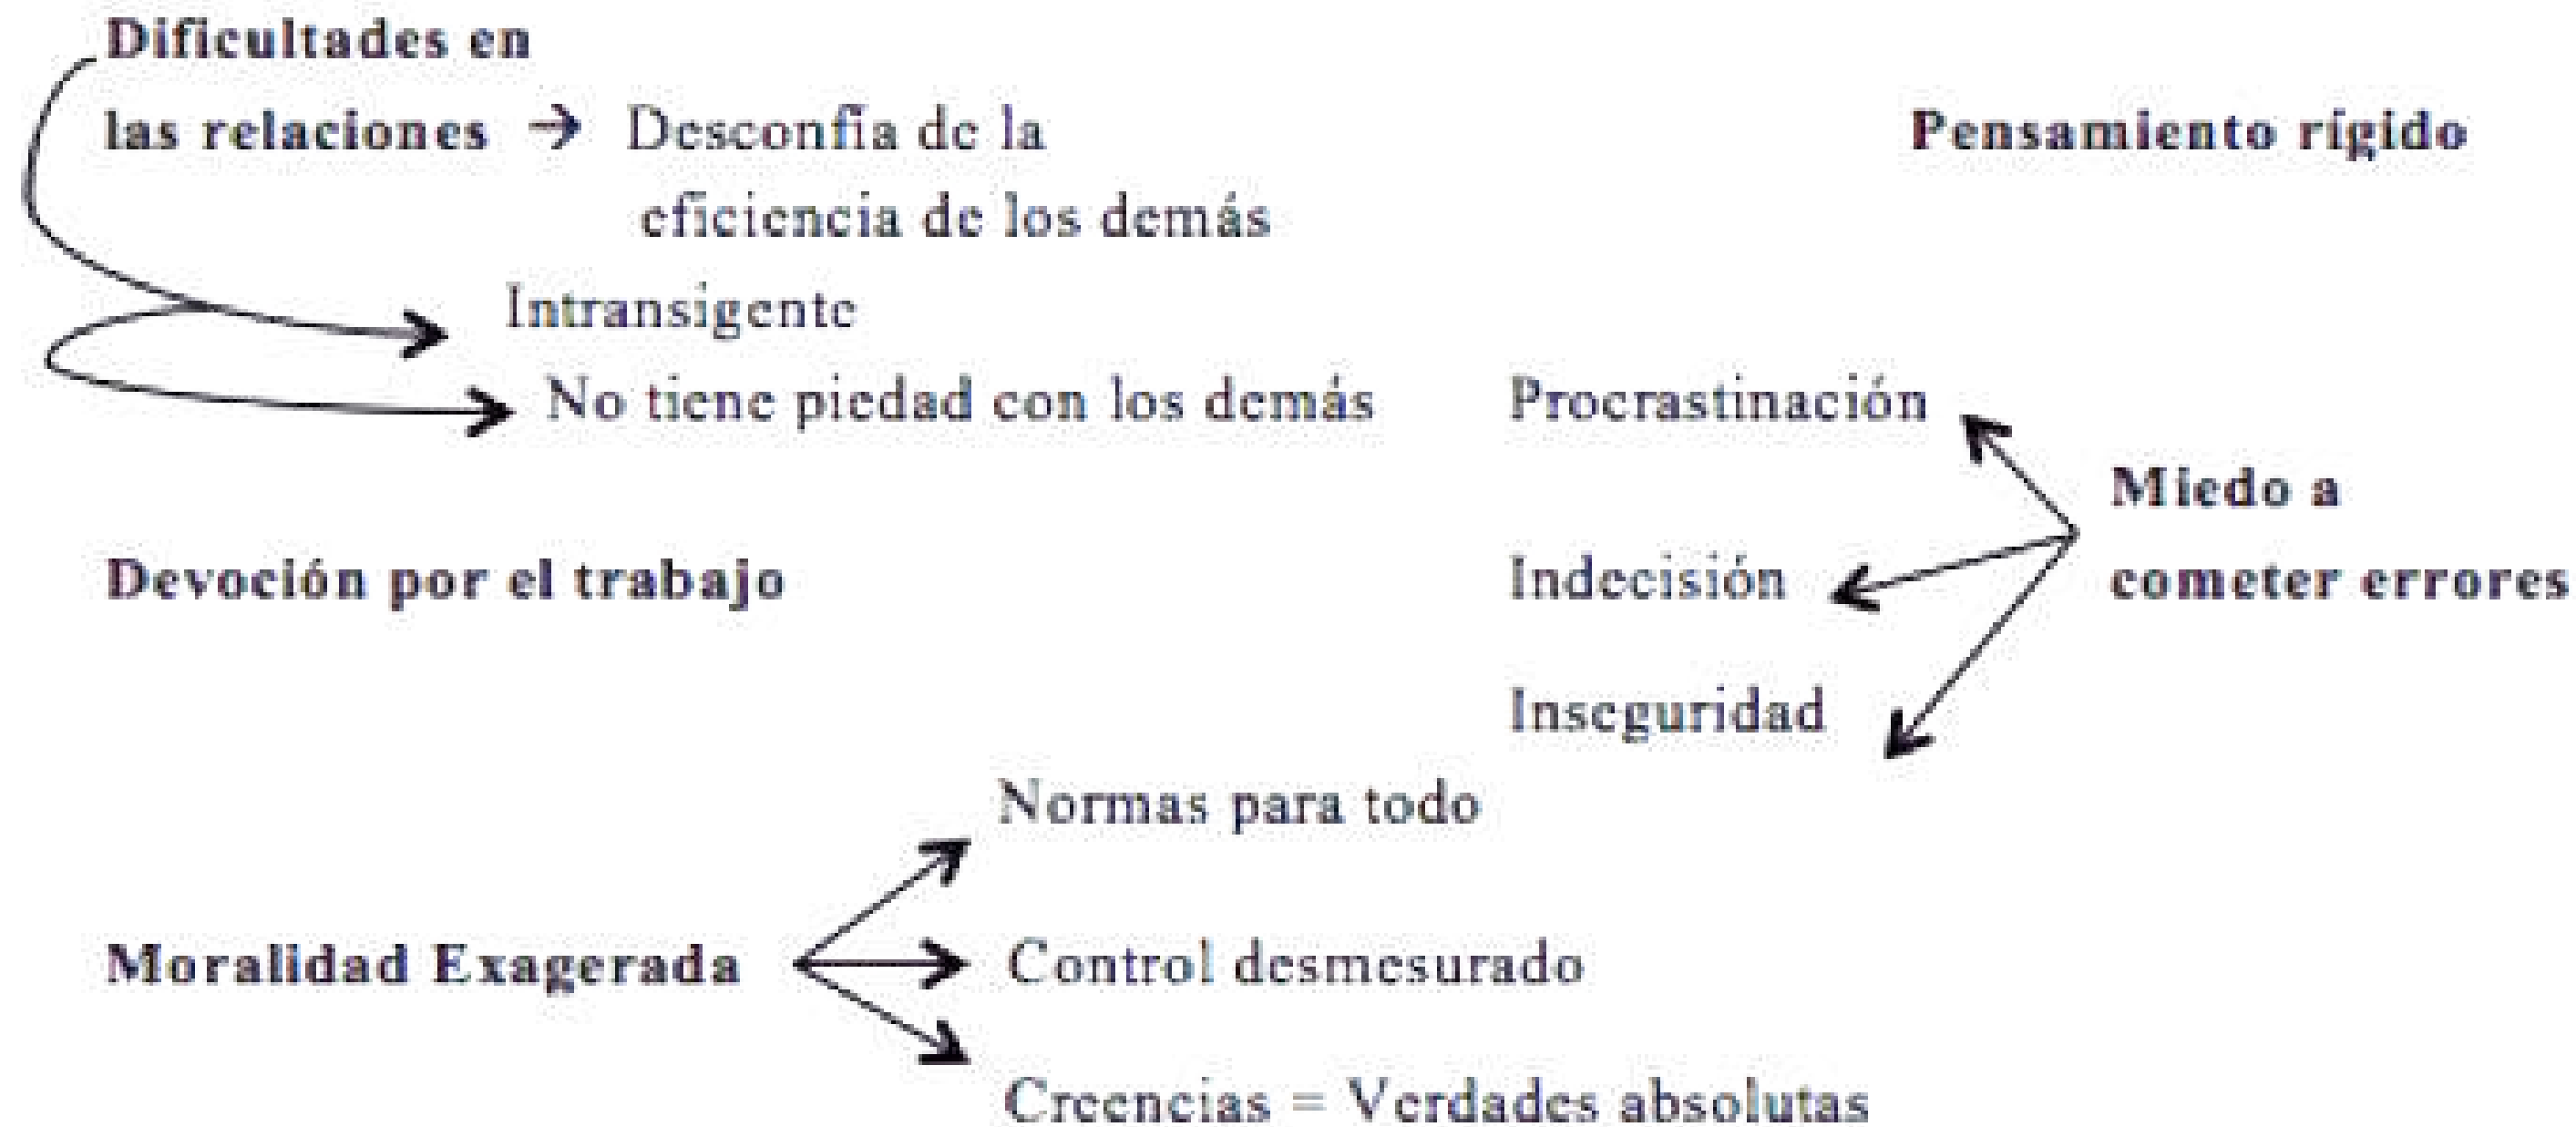 Dificultades en
las relaciones → Desconfía de la
eficiencia de los demás
Pensamiento rígido
Intransigente
No tiene piedad con los demás
Procrastinación
Miedo a
cometer errores
Indecisión
Inseguridad
Devoción por el trabajo
Normas para todo
Moralidad Exagerada
Control desmesurado
Creencias = Verdades absolutas